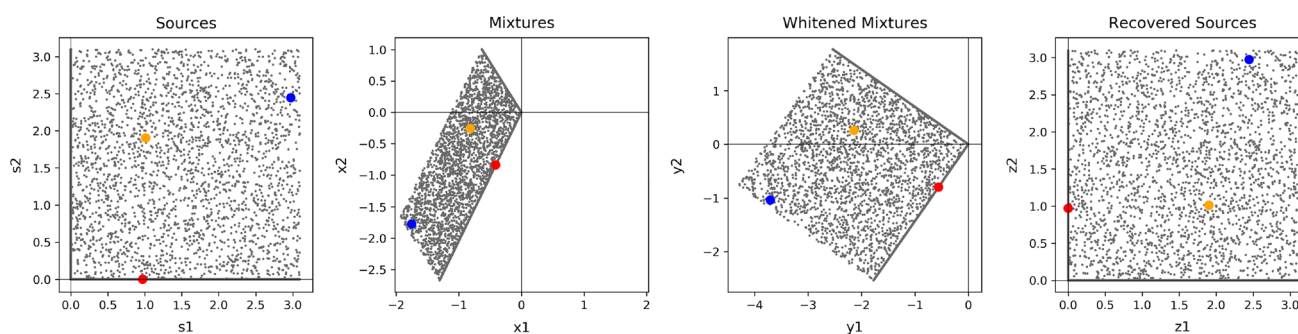 Sources
3.0
2.5
2.0
1.5
1.0
0.5
0.0
s2
0.0 0.5 1.0 1.5 2.0 2.5 3.0
s1
Mixtures
1.0
0.5
0.0
−0.5
−1.0
−1.5
−2.0
−2.5
x2
−2 −1 0 1 2
x1
Whitened Mixtures
1
0
−1
−2
y2
−4 −3 −2 −1 0
y1
Recovered Sources
3.0
2.5
2.0
1.5
1.0
0.5
0.0
z2
0.0 0.5 1.0 1.5 2.0 2.5 3.0
z1